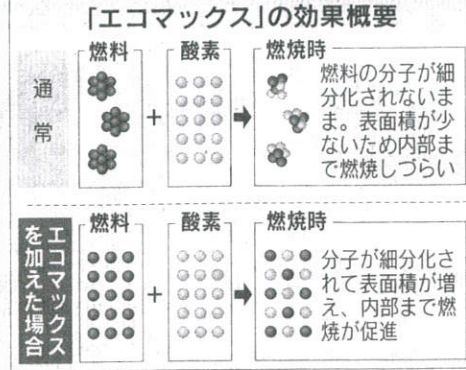 「エコマックス」の効果概要
通常
燃料
+
酸素
燃焼時
燃料の分子が細
分化されないま
ま。表面積が少
ないため内部ま
で燃焼しづらい
エコマックス
を加えた場合
燃料
+
酸素
燃焼時
分子が細分化さ
れて表面積が増
え、内部まで燃
焼が促進